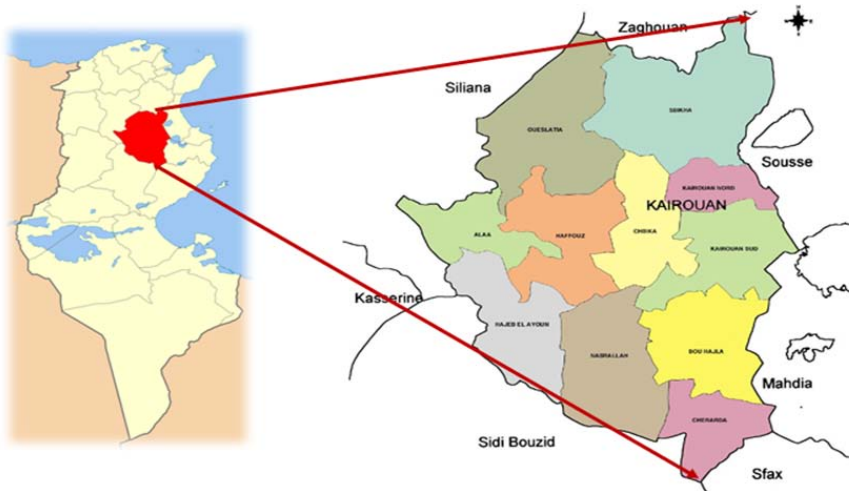 Zaghouan
Siliana
SBIKHA
OUESLATIA
Sousse
KAIROUAN NORD
KAIROUAN
ALAA
HAFFOUZ
CHBIKA
KAIROUAN SUD
Kasserine
HAJEB EL AYOUN
NASRALLAH
BOU HAJLA
Mahdia
CHERARDA
Sidi Bouzid
Sfax